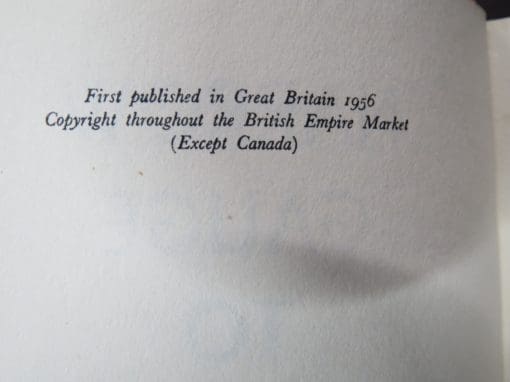 First published in Great Britain 1956
Copyright throughout the British Empire Market
(Except Canada)